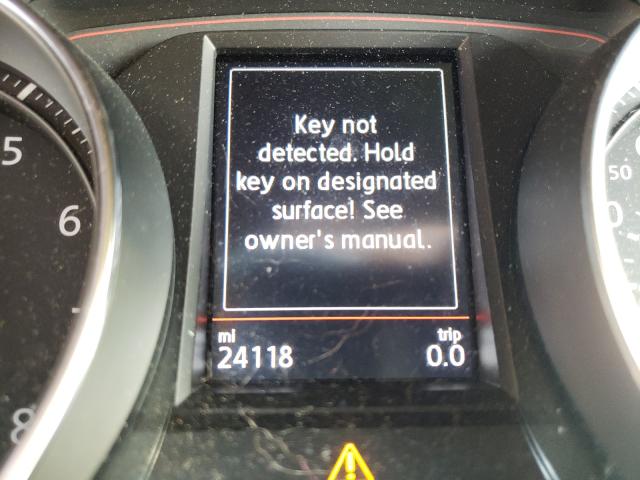 Key not
detected. Hold
key on designated
surface! See
owner's manual.
mi
trip
24118
0.0
5
6
8
50